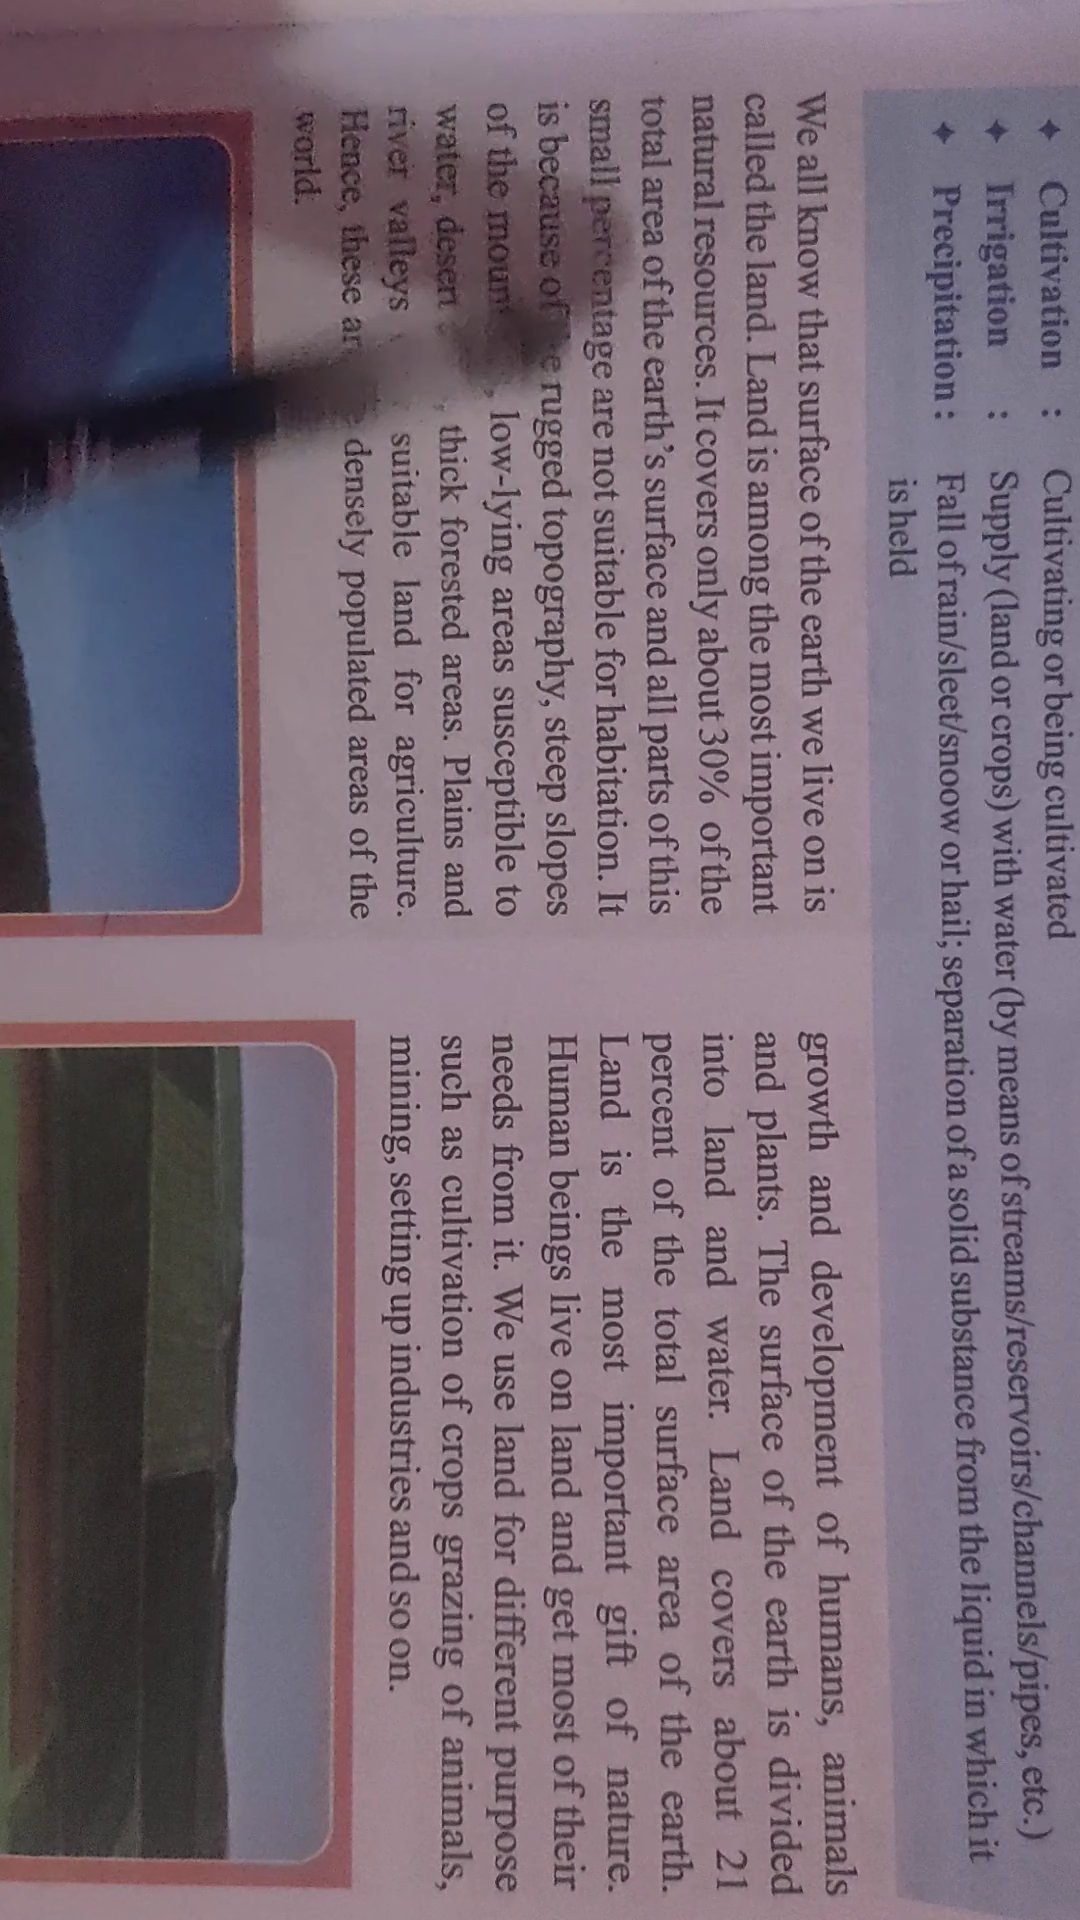 ✦ Cultivation : Cultivating or being cultivated
✦ Irrigation : Supply (land or crops) with water (by means of streams/reservoirs/channels/pipes, etc.)
✦ Precipitation : Fall of rain/sleet/snoow or hail; separation of a solid substance from the liquid in which it
is held
We all know that surface of the earth we live on is
called the land. Land is among the most important
natural resources. It covers only about 30% of the
total area of the earth's surface and all parts of this
small percentage are not suitable for habitation. It
is because of rugged topography, steep slopes
of the low-lying areas susceptible to
water, thick forested areas. Plains and
river valleys suitable land for agriculture.
Hence, these densely populated areas of the
world.
growth and development of humans, animals
and plants. The surface of the earth is divided
into land and water. Land covers about 21
percent of the total surface area of the earth.
Land is the most important gift of nature.
Human beings live on land and get most of their
needs from it. We use land for different purpose
such as cultivation of crops grazing of animals,
mining, setting up industries and so on.